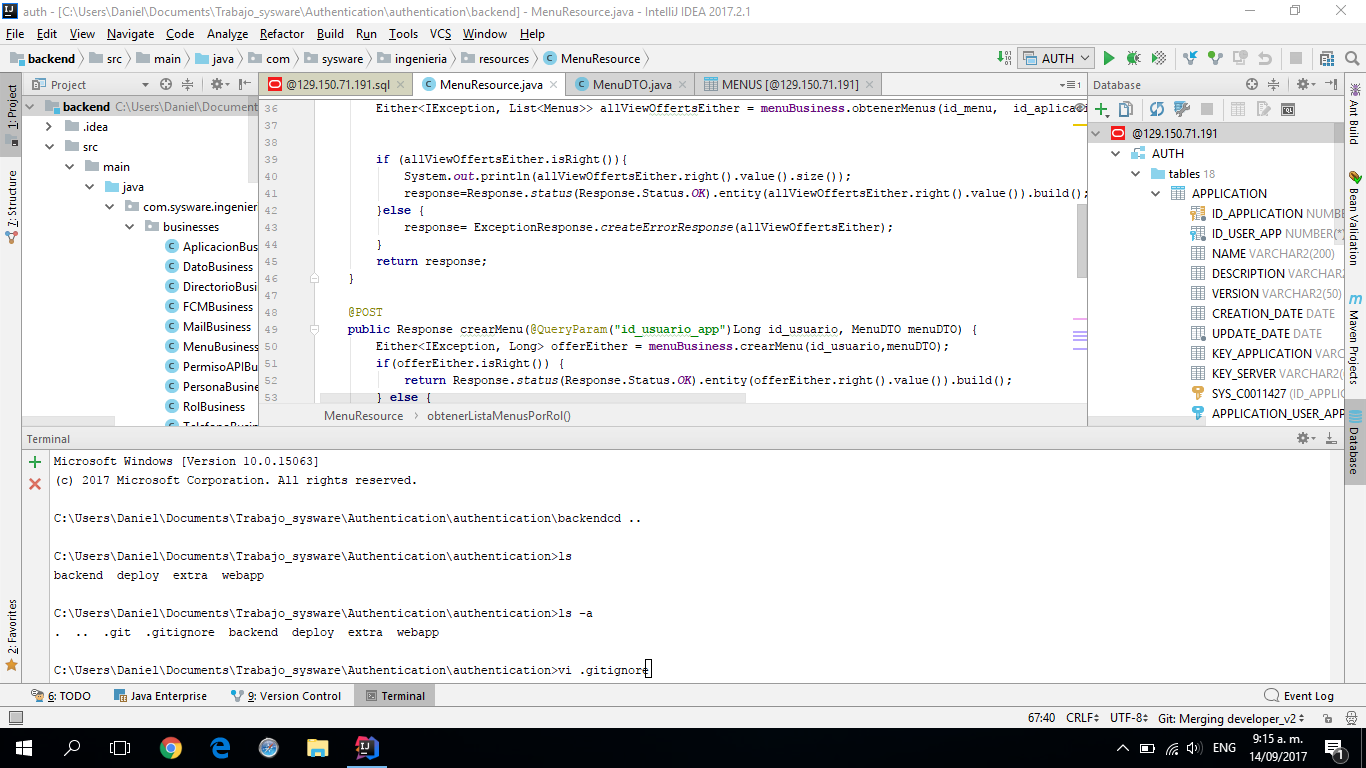 auth - [C:\Users\Daniel\Documents\Trabajo_sysware\Authentication\authentication\backend] - MenuResource.java - IntelliJ IDEA 2017.2.1
File Edit View Navigate Code Analyze Refactor Build Run Tools VCS Window Help
backend src main java com sysware ingenieria resources MenuResource AUTH
Project @129.150.71.191.sql MenuResource.java MenuDTO.java MENUS [@129.150.71.191] Database
1: Project
7: Structure
2: Favorites
backend C:\Users\Daniel\Document
.idea
src
main
java
com.sysware.ingenier
businesses
AplicacionBus
DatoBusiness
DirectorioBus
FCMBusiness
MailBusiness
MenuBusiness
PermisoAPIBu
PersonaBusine
RolBusiness
TelefonoBusin
36 Either<IException, List<Menus>> allViewOffertsEither = menuBusiness.obtenerMenus(id_menu, id_aplicaci
37
38
39 if (allViewOffertsEither.isRight()){
40 System.out.println(allViewOffertsEither.right().value().size());
41 response=Response.status(Response.Status.OK).entity(allViewOffertsEither.right().value()).build();
42 }else {
43 response= ExceptionResponse.createErrorResponse(allViewOffertsEither);
44 }
45 return response;
46 }
47
48 @POST
49 public Response crearMenu(@QueryParam("id_usuario_app")Long id_usuario, MenuDTO menuDTO) {
50 Either<IException, Long> offerEither = menuBusiness.crearMenu(id_usuario,menuDTO);
51 if(offerEither.isRight()) {
52 return Response.status(Response.Status.OK).entity(offerEither.right().value()).build();
53 } else {
MenuResource obtenerListaMenusPorRol()
@129.150.71.191
AUTH
tables 18
APPLICATION
ID_APPLICATION NUMBE
ID_USER_APP NUMBER(*
NAME VARCHAR2(200)
DESCRIPTION VARCHAR
VERSION VARCHAR2(50)
CREATION_DATE DATE
UPDATE_DATE DATE
KEY_APPLICATION VARC
KEY_SERVER VARCHAR2(
SYS_C0011427 (ID_APPLIC
APPLICATION_USER_APP
Ant Build
Bean Validation
Maven Projects
Database
Terminal
Microsoft Windows [Version 10.0.15063]
(c) 2017 Microsoft Corporation. All rights reserved.
C:\Users\Daniel\Documents\Trabajo_sysware\Authentication\authentication\backendcd ..
C:\Users\Daniel\Documents\Trabajo_sysware\Authentication\authentication>ls
backend deploy extra webapp
C:\Users\Daniel\Documents\Trabajo_sysware\Authentication\authentication>ls -a
. .. .git .gitignore backend deploy extra webapp
C:\Users\Daniel\Documents\Trabajo_sysware\Authentication\authentication>vi .gitignore
6: TODO Java Enterprise 9: Version Control Terminal Event Log
67:40 CRLF UTF-8 Git: Merging developer_v2
ENG 9:15 a. m.
14/09/2017
1